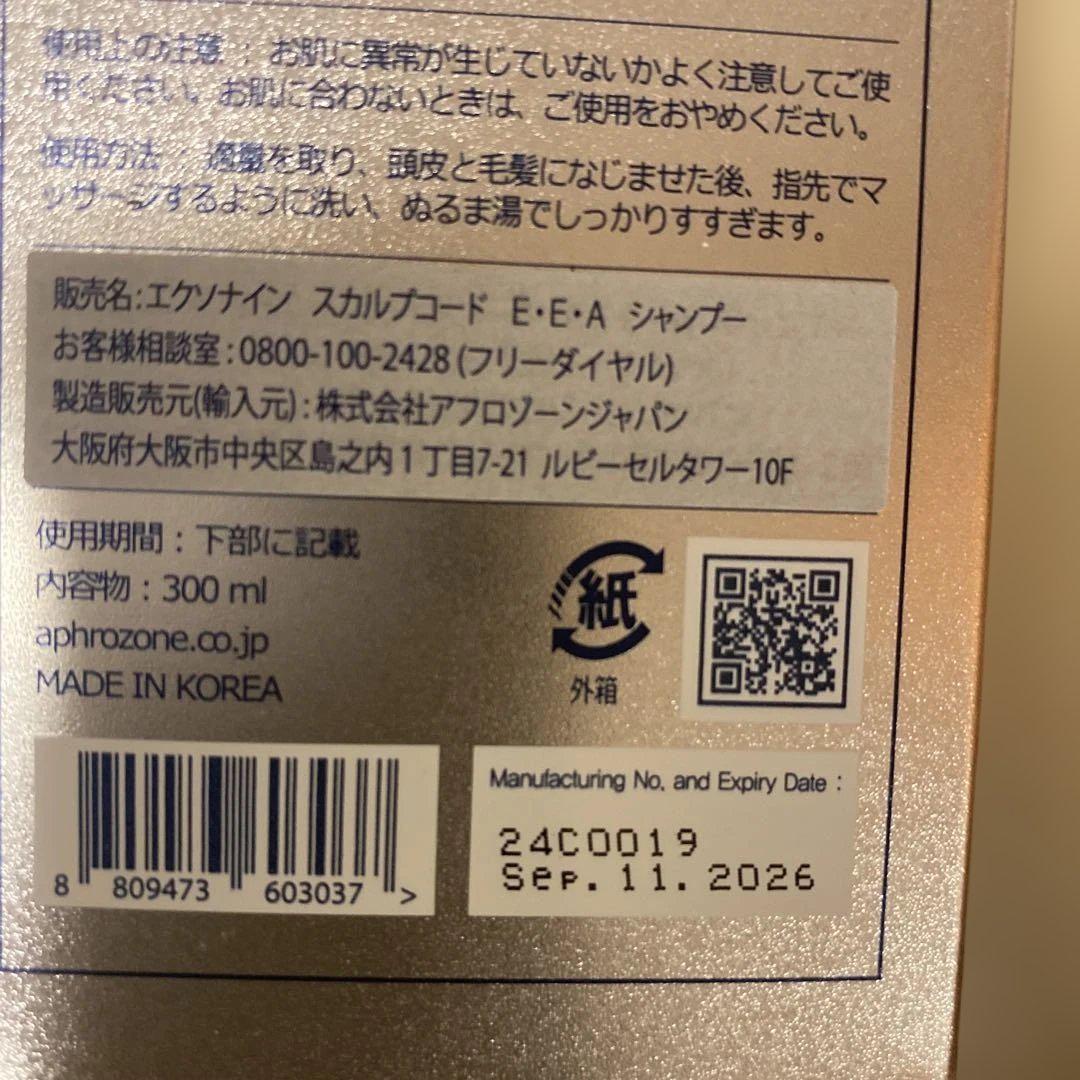 使用上の注意 : お肌に異常が生じていないかよく注意してご使
用ください。お肌に合わないときは、ご使用をおやめください。
使用方法 : 適量を取り、頭皮と毛髪になじませた後、指先でマ
ッサージするように洗い、ぬるま湯でしっかりすすぎます。
販売名:エクソナイン スカルプコード E・E・A シャンプー
お客様相談室:0800-100-2428 (フリーダイヤル)
製造販売元(輸入元):株式会社アフロゾーンジャパン
大阪府大阪市中央区島之内1丁目7-21 ルビーセルタワー10F
使用期間 : 下部に記載
内容物 : 300 ml
aphrozone.co.jp
MADE IN KOREA
紙
外箱
8 809473 603037 >
Manufacturing No. and Expiry Date :
24C0019
Sep. 11. 2026